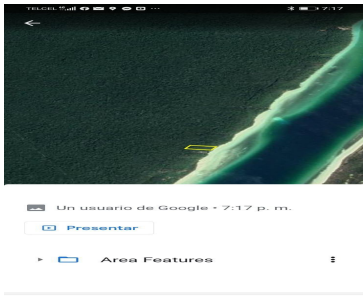 TELCEL
7:17
Un usuario de Google • 7:17 p. m.
Presentar
Area Features